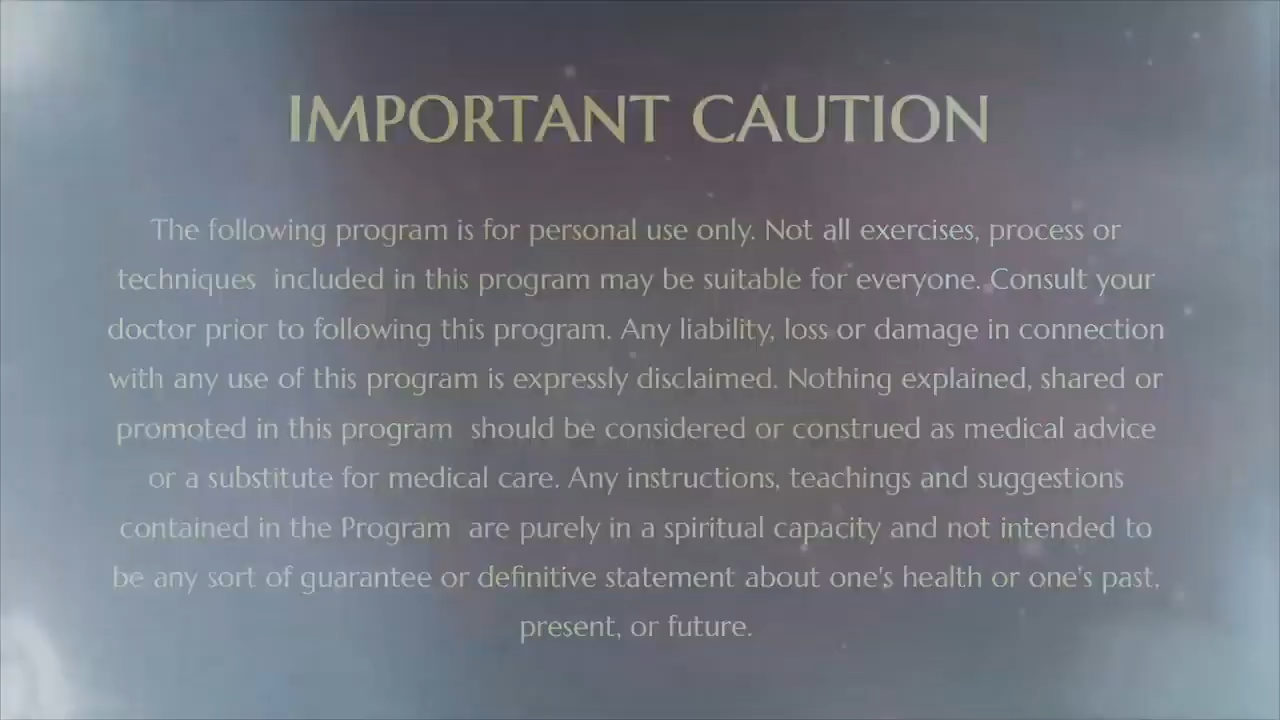 IMPORTANT CAUTION
The following program is for personal use only. Not all exercises, process or
techniques included in this program may be suitable for everyone. Consult your
doctor prior to following this program. Any liability, loss or damage in connection
with any use of this program is expressly disclaimed. Nothing explained, shared or
promoted in this program should be considered or construed as medical advice
or a substitute for medical care. Any instructions, teachings and suggestions
contained in the Program are purely in a spiritual capacity and not intended to
be any sort of guarantee or definitive statement about one's health or one's past,
present, or future.